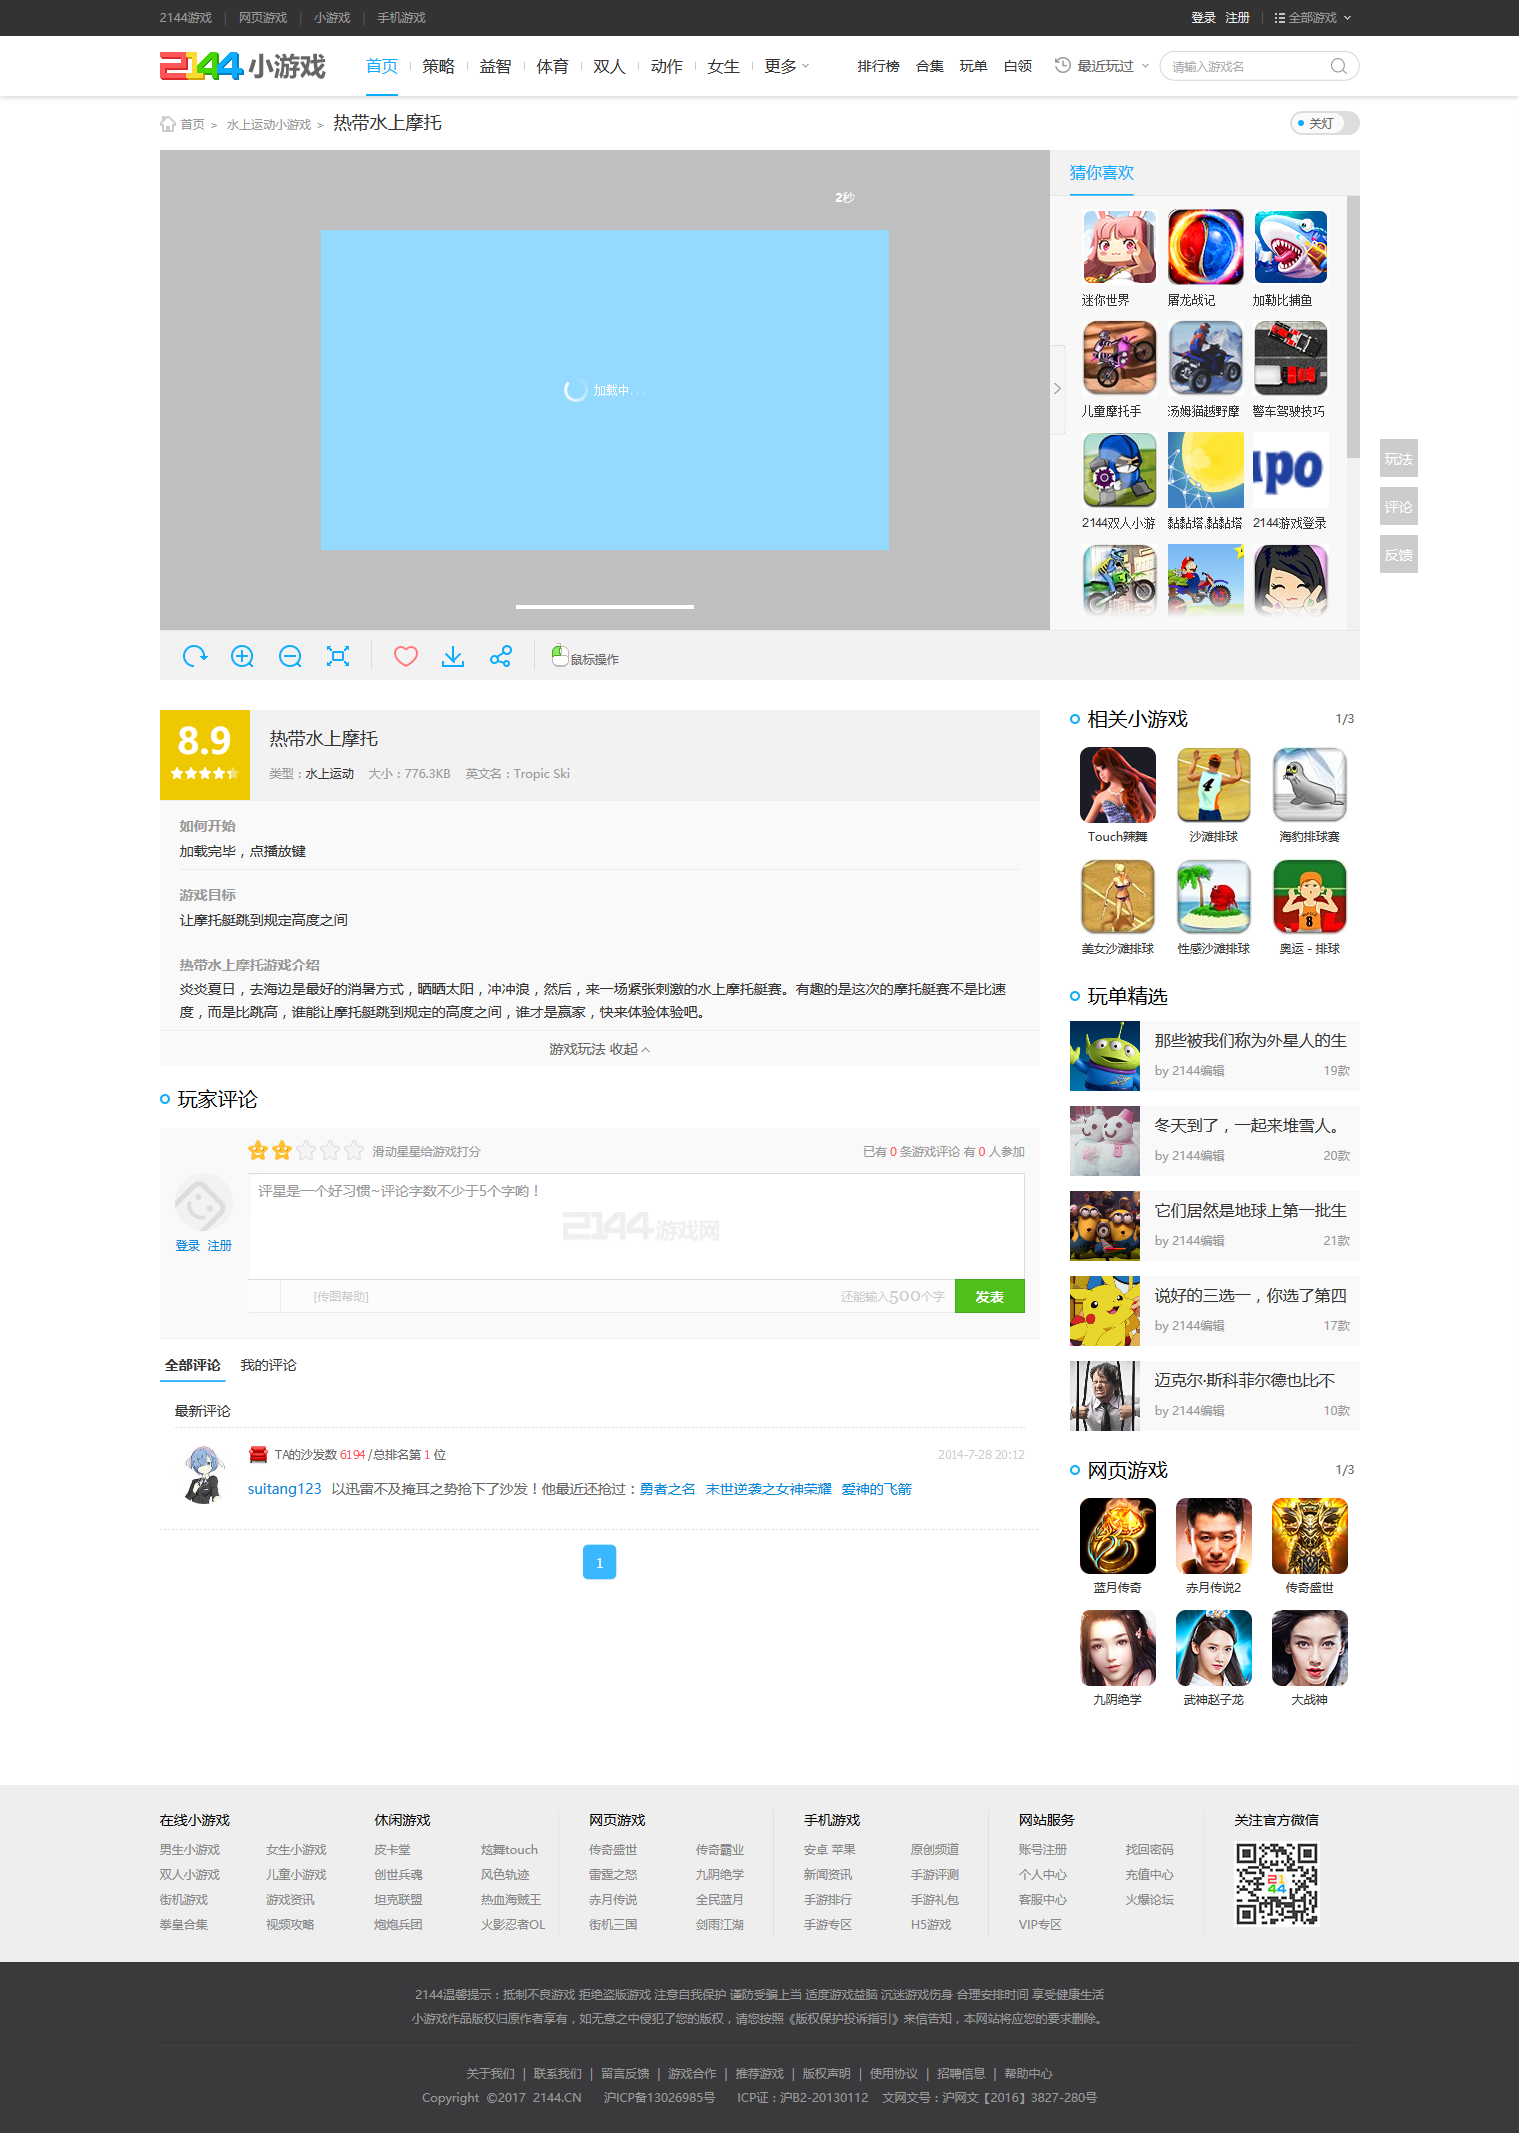 2144游戏 | 网页游戏 | 小游戏 | 手机游戏
登录 注册 | 全部游戏
2144 小游戏
首页 策略 益智 体育 双人 动作 女生 更多
排行榜 合集 玩单 白领 最近玩过 请输入游戏名
首页 > 水上运动小游戏 > 热带水上摩托
关灯
2秒
加载中...
猜你喜欢
迷你世界 屠龙战记 加勒比捕鱼
儿童摩托手 汤姆猫越野摩 警车驾驶技巧
upo
2144双人小游 黏黏塔,黏黏塔 2144游戏登录
玩法
评论
反馈
鼠标操作
8.9
热带水上摩托
类型：水上运动 大小：776.3KB 英文名：Tropic Ski
如何开始
加载完毕，点播放键
游戏目标
让摩托艇跳到规定高度之间
热带水上摩托游戏介绍
炎炎夏日，去海边是最好的消暑方式，晒晒太阳，冲冲浪，然后，来一场紧张刺激的水上摩托艇赛。有趣的是这次的摩托艇赛不是比速
度，而是比跳高，谁能让摩托艇跳到规定的高度之间，谁才是赢家，快来体验体验吧。
游戏玩法 收起
玩家评论
滑动星星给游戏打分
已有 0 条游戏评论 有 0 人参加
评星是一个好习惯~评论字数不少于5个字哟！
2144游戏网
登录 注册
[传图帮助]
还能输入500个字
发表
全部评论 我的评论
最新评论
TA的沙发数 6194 /总排名第 1 位
2014-7-28 20:12
suitang123 以迅雷不及掩耳之势抢下了沙发！他最近还抢过：勇者之名 末世逆袭之女神荣耀 爱神的飞箭
1
相关小游戏
1/3
4
Touch辣舞 沙滩排球 海豹排球赛
8
美女沙滩排球 性感沙滩排球 奥运 - 排球
玩单精选
那些被我们称为外星人的生
by 2144编辑 19款
冬天到了，一起来堆雪人。
by 2144编辑 20款
它们居然是地球上第一批生
by 2144编辑 21款
说好的三选一，你选了第四
by 2144编辑 17款
迈克尔·斯科菲尔德也比不
by 2144编辑 10款
网页游戏
1/3
蓝月传奇 赤月传说2 传奇盛世
九阴绝学 武神赵子龙 大战神
在线小游戏 休闲游戏 网页游戏 手机游戏 网站服务 关注官方微信
男生小游戏 女生小游戏 皮卡堂 炫舞touch 传奇盛世 传奇霸业 安卓 苹果 原创频道 账号注册 找回密码
双人小游戏 儿童小游戏 创世兵魂 风色轨迹 雷霆之怒 九阴绝学 新闻资讯 手游评测 个人中心 充值中心
街机游戏 游戏资讯 坦克联盟 热血海贼王 赤月传说 全民蓝月 手游排行 手游礼包 客服中心 火爆论坛
拳皇合集 视频攻略 炮炮兵团 火影忍者OL 街机三国 剑雨江湖 手游专区 H5游戏 VIP专区
2144
2144温馨提示：抵制不良游戏 拒绝盗版游戏 注意自我保护 谨防受骗上当 适度游戏益脑 沉迷游戏伤身 合理安排时间 享受健康生活
小游戏作品版权归原作者享有，如无意之中侵犯了您的版权，请您按照《版权保护投诉指引》来信告知，本网站将应您的要求删除。
关于我们 | 联系我们 | 留言反馈 | 游戏合作 | 推荐游戏 | 版权声明 | 使用协议 | 招聘信息 | 帮助中心
Copyright ©2017 2144.CN 沪ICP备13026985号 ICP证：沪B2-20130112 文网文号：沪网文【2016】3827-280号